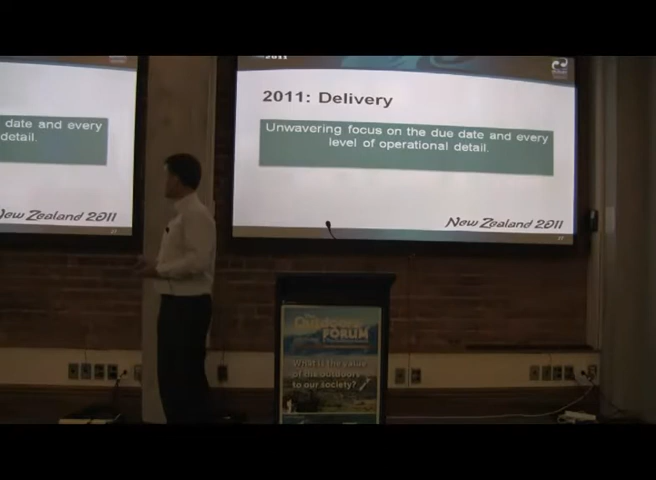 2011
date and every
detail.
New Zealand 2011
2011: Delivery
Unwavering focus on the due date and every
level of operational detail.
New Zealand 2011
FORUM
What is the value
of the outdoors
to our society?